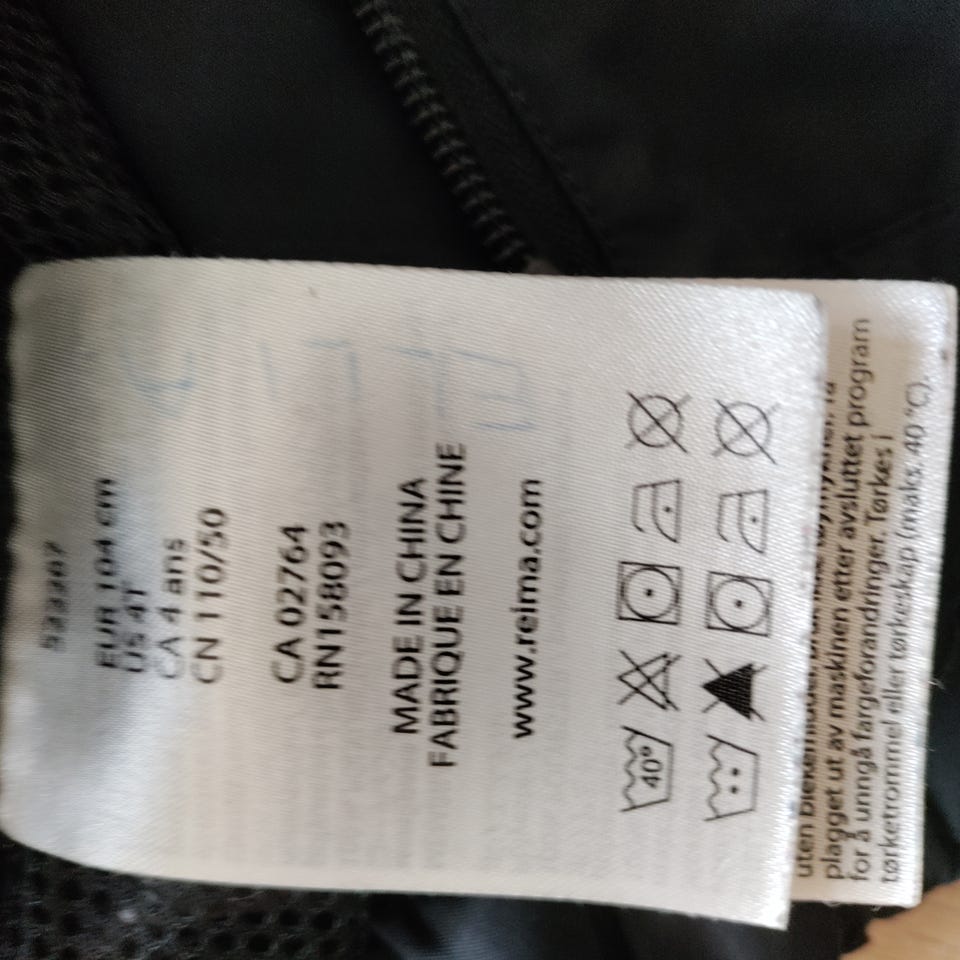 EUR 104 cm
US 4T
CA 4 ans
CN 110/50
CA 02764
RN158093
MADE IN CHINA
FABRIQUE EN CHINE
www.reima.com
40°
uten
plagget ut av maskinen etter avsluttet program
for å unngå fargeforandringer. Tørkes i
tørketrommel eller tørkeskap (maks. 40 °C).